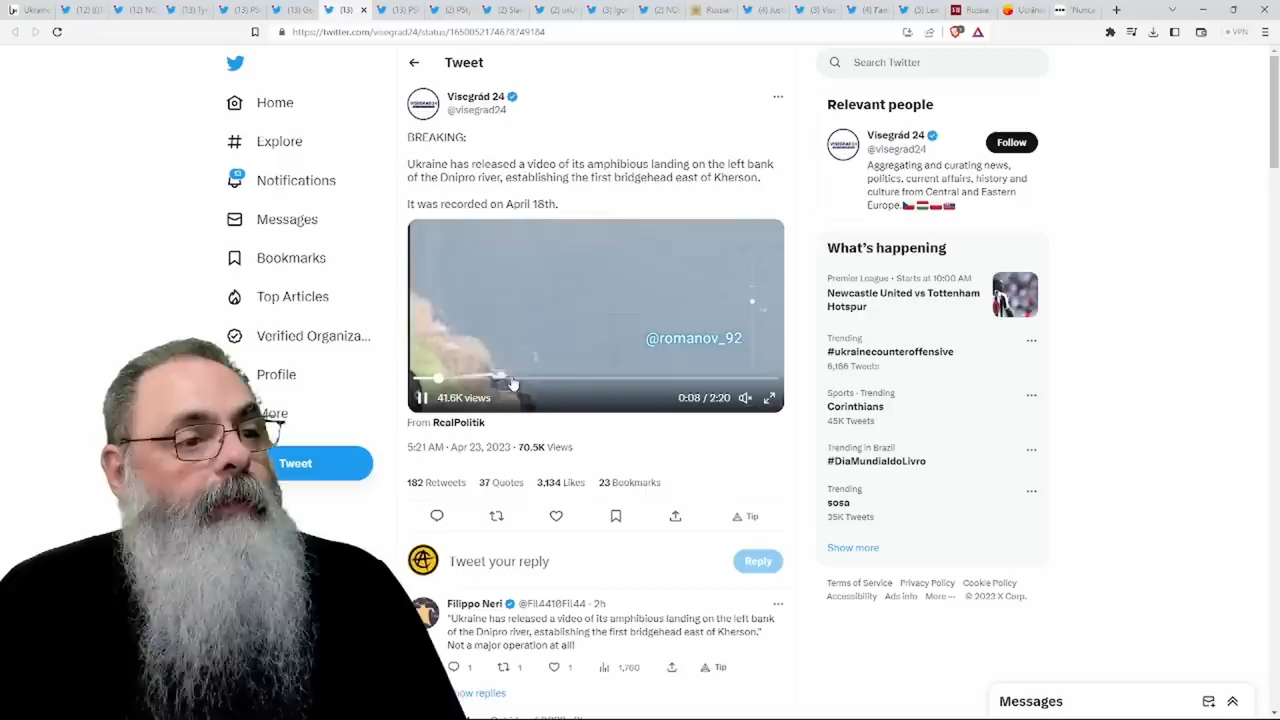 https://twitter.com/visegrad24/status/1650052174678749184
VPN
Home
Explore
63
Notifications
Messages
Bookmarks
Top Articles
Verified Organiza...
Profile
More
Tweet
Tweet
Visegrád 24
@visegrad24
BREAKING:
Ukraine has released a video of its amphibious landing on the left bank
of the Dnipro river, establishing the first bridgehead east of Kherson.
It was recorded on April 18th.
@romanov_92
41.6K views
0:08 / 2:20
From RealPolitik
5:21 AM · Apr 23, 2023 · 70.5K Views
182 Retweets 37 Quotes 3,134 Likes 23 Bookmarks
Tip
Tweet your reply
Reply
Filippo Neri @Fil4410Fil44 · 2h
"Ukraine has released a video of its amphibious landing on the left bank
of the Dnipro river, establishing the first bridgehead east of Kherson."
Not a major operation at all!
1 1 1 1,760 Tip
Show replies
Search Twitter
Relevant people
Visegrád 24
@visegrad24
Follow
Aggregating and curating news,
politics, current affairs, history and
culture from Central and Eastern
Europe.
What's happening
Premier League · Starts at 10:00 AM
Newcastle United vs Tottenham
Hotspur
Trending
#ukrainecounteroffensive
6,166 Tweets
Sports · Trending
Corinthians
45K Tweets
Trending in Brazil
#DiaMundialdoLivro
Trending
sosa
35K Tweets
Show more
Terms of Service Privacy Policy Cookie Policy
Accessibility Ads info More ··· © 2023 X Corp.
Messages